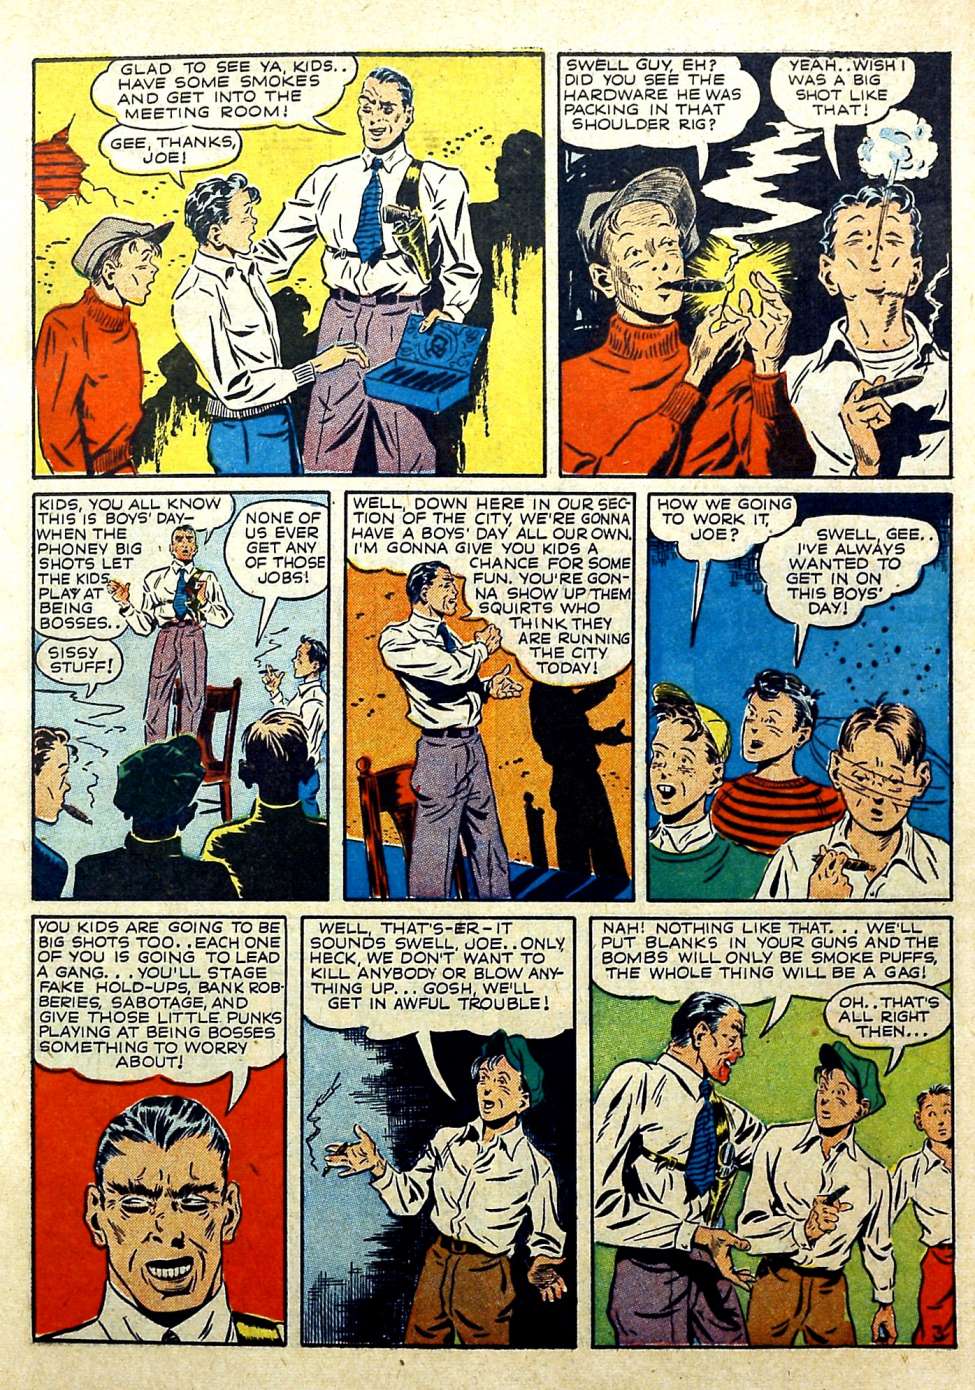 GLAD TO SEE YA, KIDS..
HAVE SOME SMOKES
AND GET INTO THE
MEETING ROOM!
GEE, THANKS,
JOE!
SWELL GUY, EH?
DID YOU SEE THE
HARDWARE HE WAS
PACKING IN THAT
SHOULDER RIG?
YEAH..WISH I
WAS A BIG
SHOT LIKE
THAT!
KIDS, YOU ALL KNOW
THIS IS BOYS' DAY—
WHEN THE
PHONEY BIG
SHOTS LET
THE KIDS
PLAY AT
BEING
BOSSES..
SISSY
STUFF!
NONE OF
US EVER
GET ANY
OF THOSE
JOBS!
WELL, DOWN HERE IN OUR SEC-
TION OF THE CITY, WE'RE GONNA
HAVE A BOYS' DAY ALL OUR OWN.
I'M GONNA GIVE YOU KIDS A
CHANCE FOR SOME
FUN. YOU'RE GON-
NA SHOW UP THEM
SQUIRTS WHO
THINK THEY
ARE RUNNING
THE CITY
TODAY!
HOW WE GOING
TO WORK IT,
JOE?
SWELL, GEE..
I'VE ALWAYS
WANTED TO
GET IN ON
THIS BOYS'
DAY!
YOU KIDS ARE GOING TO BE
BIG SHOTS TOO..EACH ONE
OF YOU IS GOING TO LEAD
A GANG...YOU'LL STAGE
FAKE HOLD-UPS, BANK ROB-
BERIES, SABOTAGE, AND
GIVE THOSE LITTLE PUNKS
PLAYING AT BEING BOSSES
SOMETHING TO WORRY
ABOUT!
WELL, THAT'S-ER-IT
SOUNDS SWELL, JOE..ONLY,
HECK, WE DON'T WANT TO
KILL ANYBODY OR BLOW ANY-
THING UP...GOSH, WE'LL
GET IN AWFUL TROUBLE!
NAH! NOTHING LIKE THAT... WE'LL
PUT BLANKS IN YOUR GUNS AND THE
BOMBS WILL ONLY BE SMOKE PUFFS,
THE WHOLE THING WILL BE A GAG!
OH..THAT'S
ALL RIGHT
THEN...
3